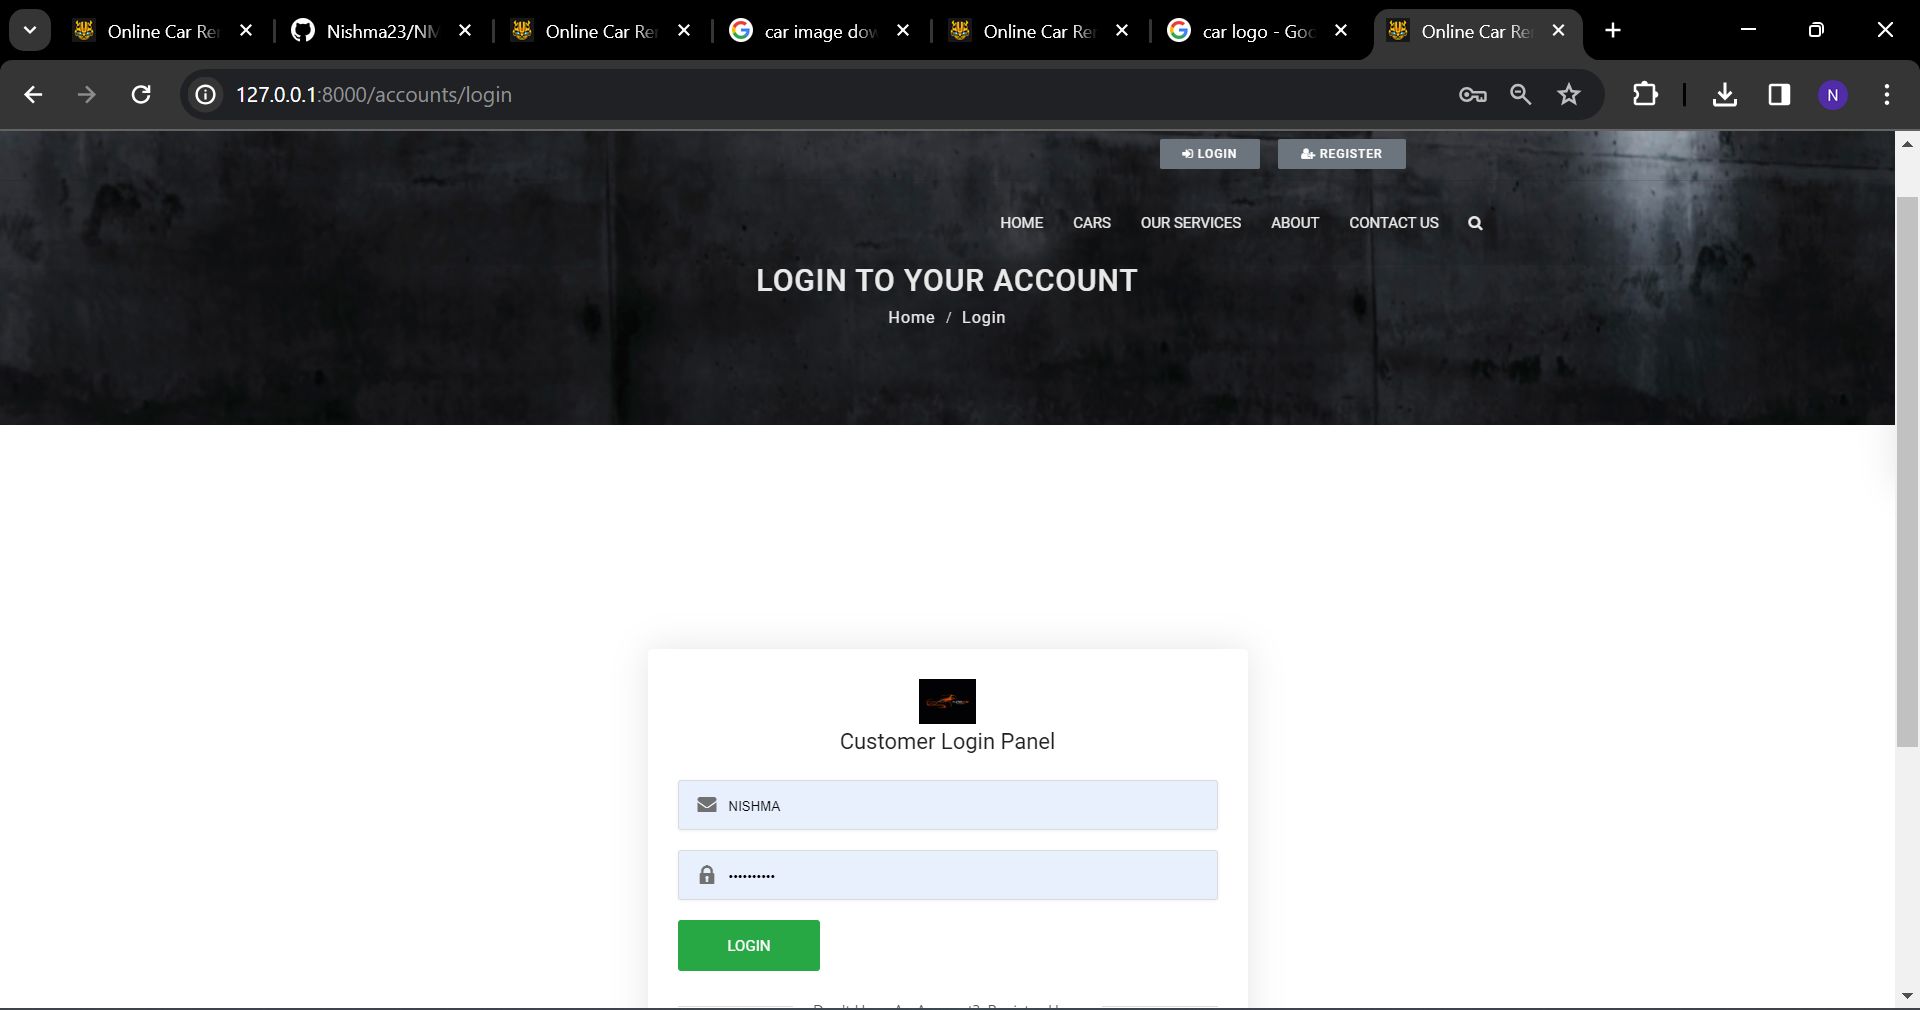 Online Car Re
Nishma23/NM
Online Car Re
car image dow
Online Car Re
car logo - Goo
Online Car Re
127.0.0.1:8000/accounts/login
N
LOGIN
REGISTER
HOME CARS OUR SERVICES ABOUT CONTACT US
LOGIN TO YOUR ACCOUNT
Home / Login
Customer Login Panel
NISHMA
••••••••••
LOGIN